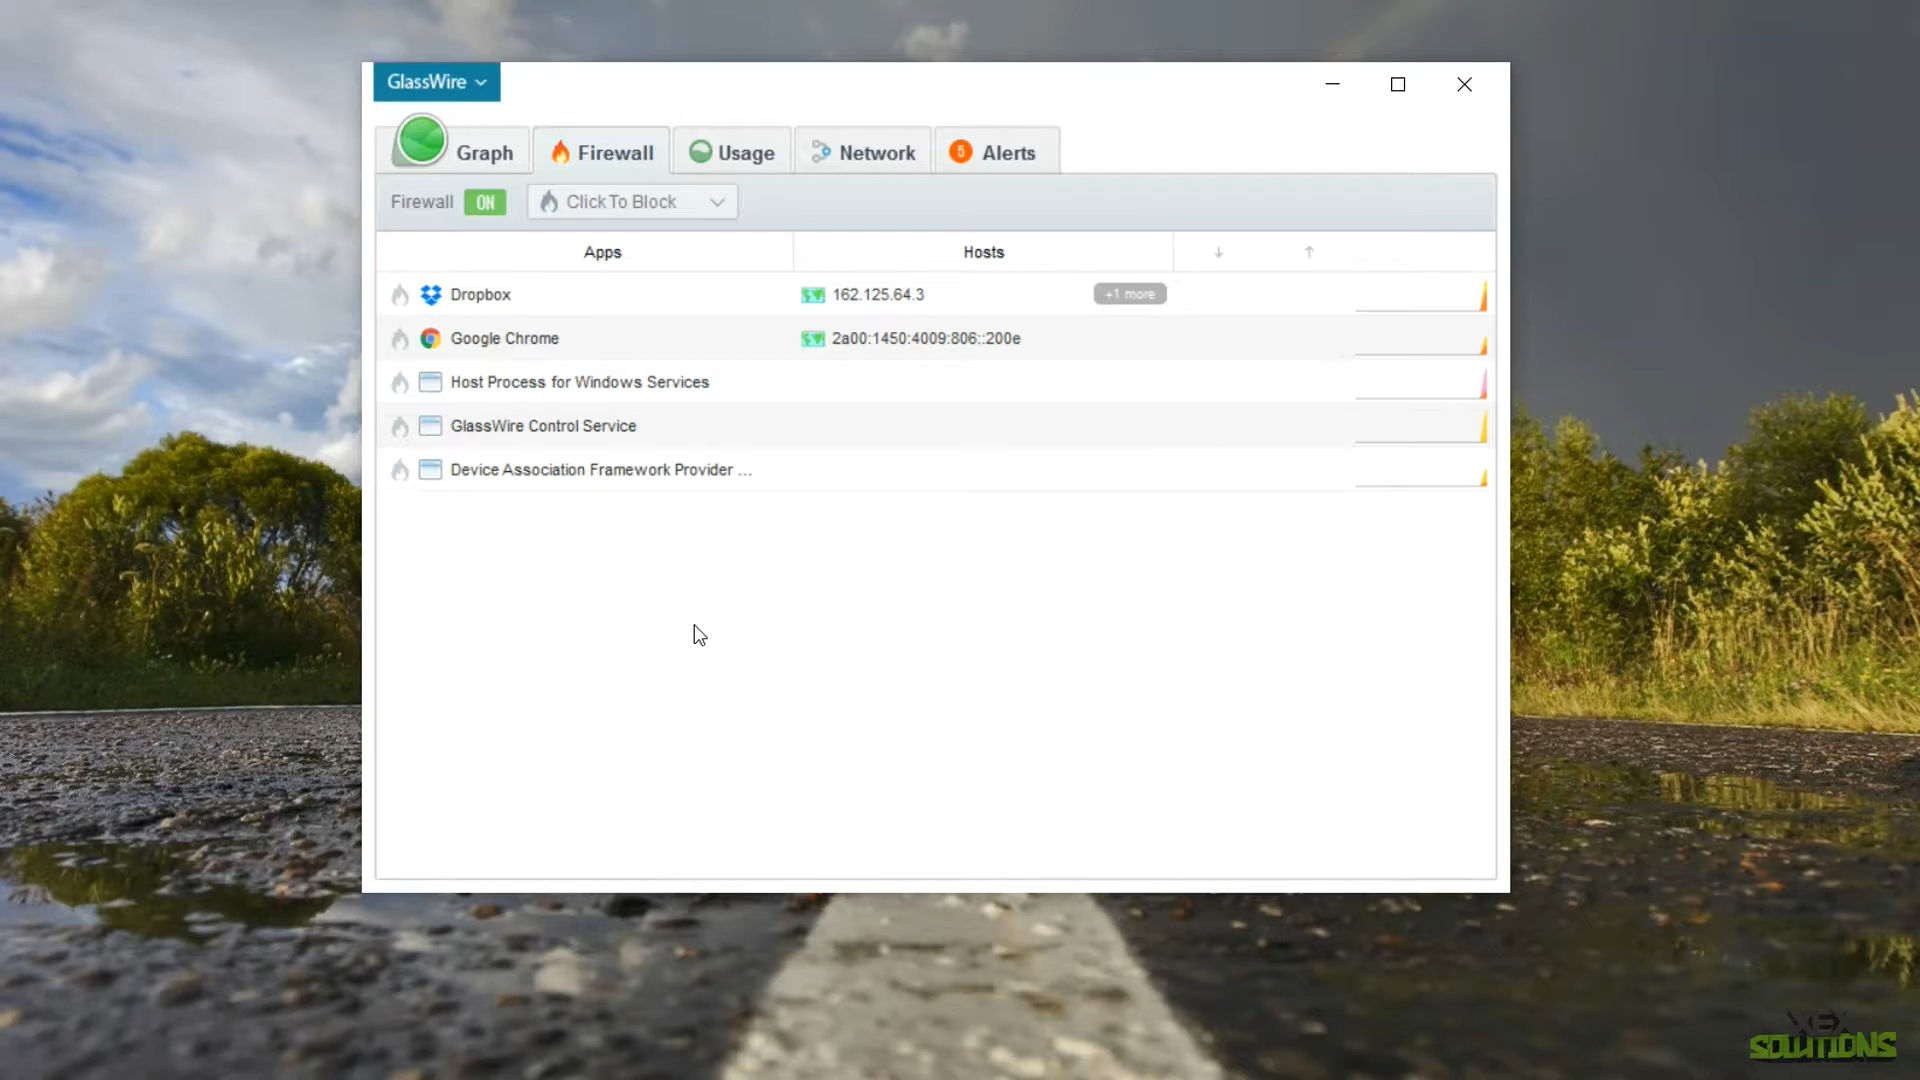 GlassWire
Graph
Firewall
Usage
Network
5 Alerts
Firewall ON Click To Block
Apps Hosts
Dropbox 162.125.64.3 +1 more
Google Chrome 2a00:1450:4009:806::200e
Host Process for Windows Services
GlassWire Control Service
Device Association Framework Provider ...
XEX
SOLUTIONS